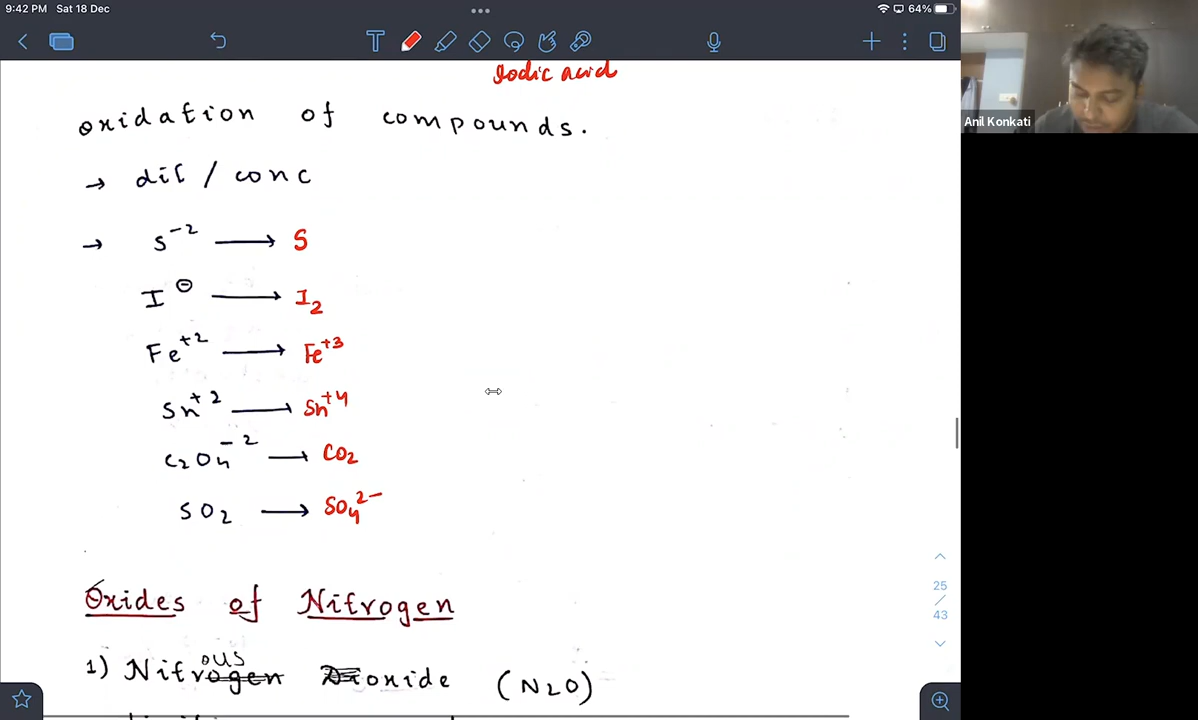 9:42 PM Sat 18 Dec
64%
Iodic acid
Anil Konkati
oxidation of compounds.
→ dil / conc
→ S⁻² ⟶ S
I⊖ ⟶ I₂
Fe⁺² ⟶ Fe⁺³
Sn⁺² ⟶ Sn⁺⁴
C₂O₄⁻² ⟶ CO₂
SO₂ ⟶ SO₄²⁻
25
/
43
Oxides of Nitrogen
1) Nitrous oxide (N₂O)